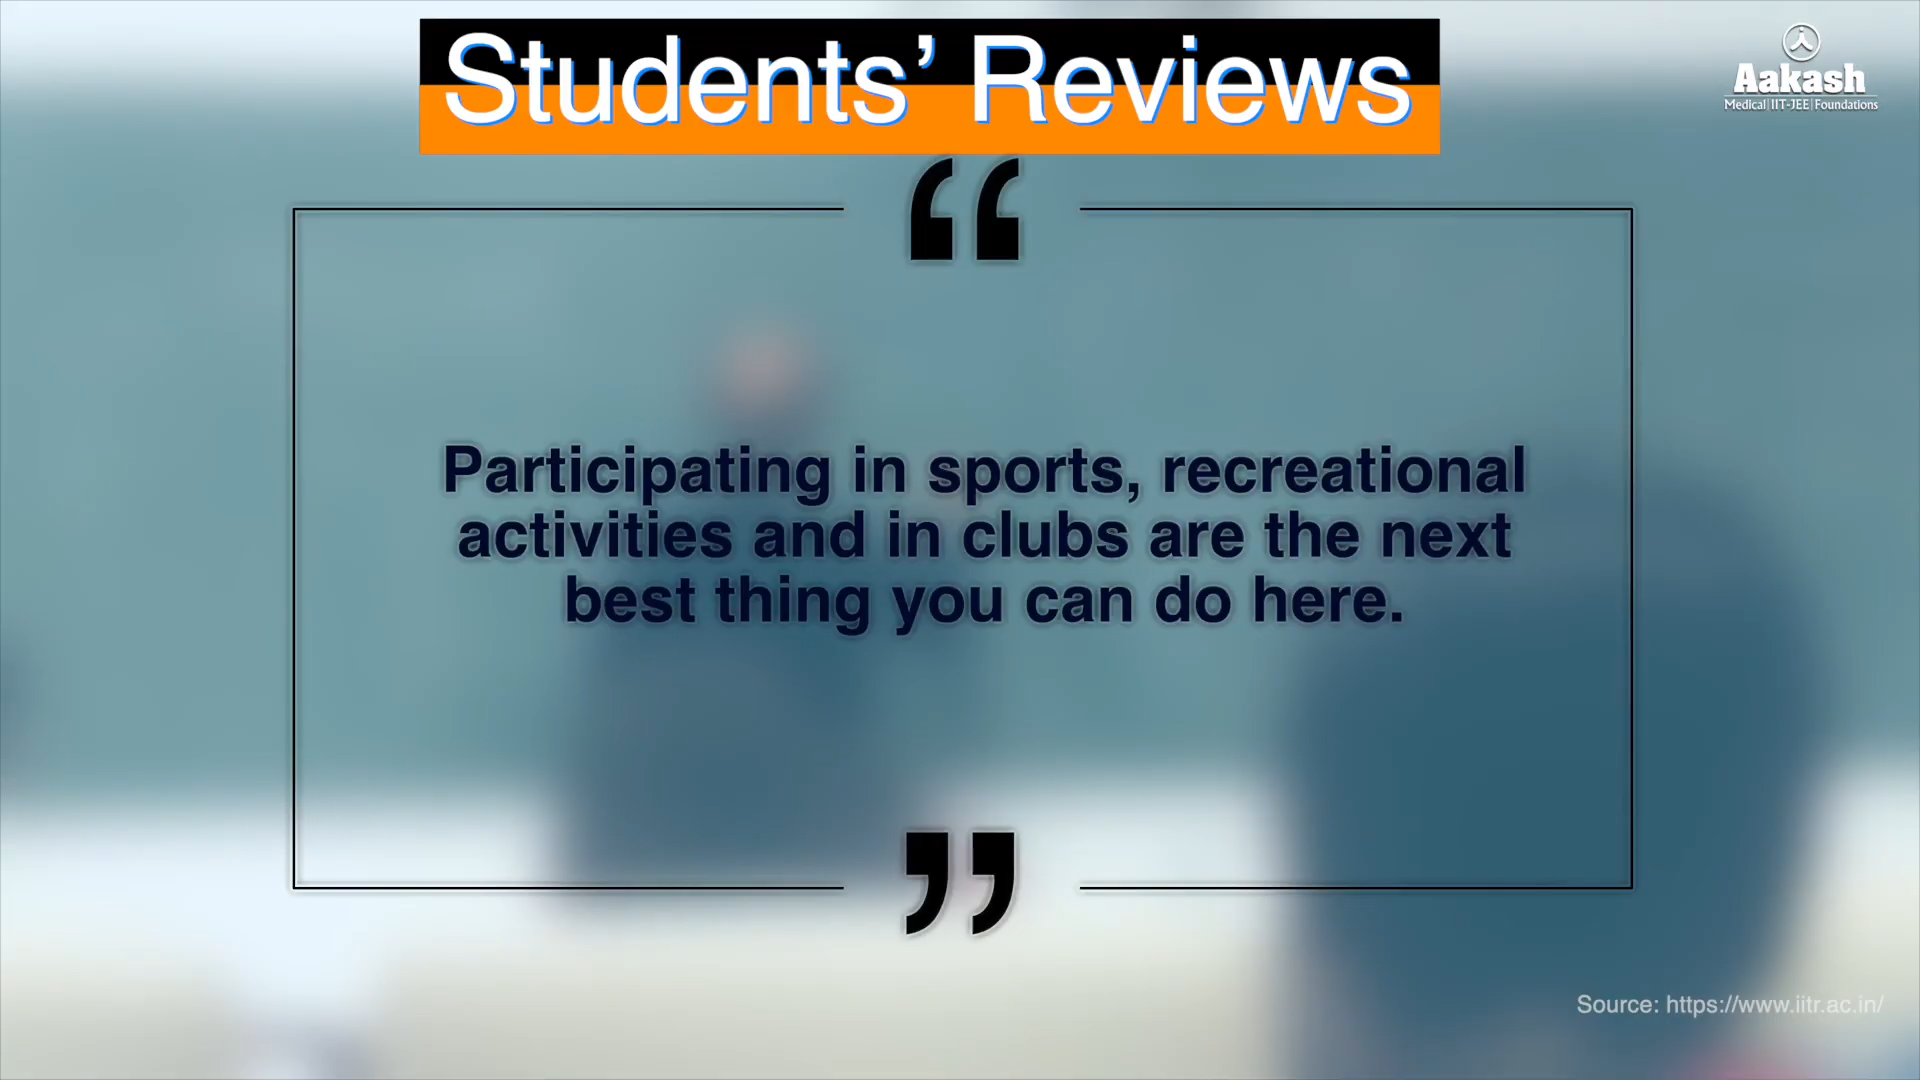 Students’ Reviews
Aakash
Medical|IIT-JEE|Foundations
“
Participating in sports, recreational
activities and in clubs are the next
best thing you can do here.
”
Source: https://www.iitr.ac.in/